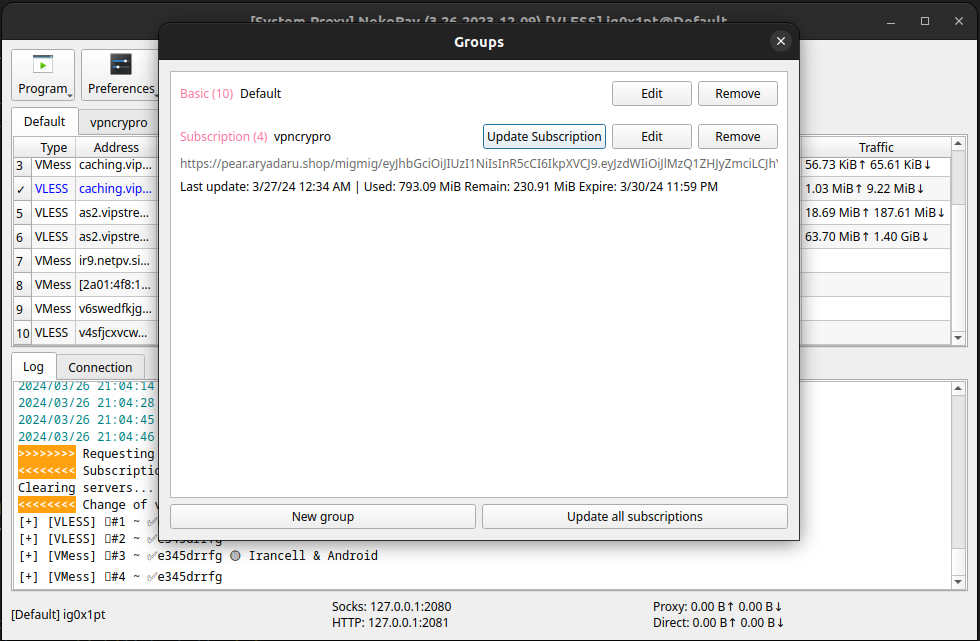 [System Proxy] NekoRay (3.26-2023-12-09) [VLESS] ig0x1pt@Default
Groups
Program
Preferences
Basic (10) Default
Edit
Remove
Subscription (4) vpncrypro
Update Subscription
Edit
Remove
https://pear.aryadaru.shop/migmig/eyJhbGciOiJIUzI1NiIsInR5cCI6IkpXVCJ9.eyJzdWIiOiJlMzQ1ZHJyZmciLCJh
Last update: 3/27/24 12:34 AM | Used: 793.09 MiB Remain: 230.91 MiB Expire: 3/30/24 11:59 PM
New group
Update all subscriptions
Default
vpncrypro
Type Address Traffic
3 VMess caching.vip... 56.73 KiB↑ 65.61 KiB↓
✓ VLESS caching.vip... 1.03 MiB↑ 9.22 MiB↓
5 VLESS as2.vipstre... 18.69 MiB↑ 187.61 MiB↓
6 VLESS as2.vipstre... 63.70 MiB↑ 1.40 GiB↓
7 VMess ir9.netpv.si...
8 VMess [2a01:4f8:1...
9 VMess v6swedfkjg...
10 VLESS v4sfjcxvcw...
Log
Connection
2024/03/26 21:04:14
2024/03/26 21:04:28
2024/03/26 21:04:45
2024/03/26 21:04:46
>>>>>>>> Requesting
<<<<<<<< Subscriptio
Clearing servers...
<<<<<<<< Change of v
[+] [VLESS] #1 ~ ✅
[+] [VLESS] #2 ~ ✅e345drrfg
[+] [VMess] #3 ~ ✅e345drrfg 🔘 Irancell & Android
[+] [VMess] #4 ~ ✅e345drrfg
[Default] ig0x1pt
Socks: 127.0.0.1:2080
HTTP: 127.0.0.1:2081
Proxy: 0.00 B↑ 0.00 B↓
Direct: 0.00 B↑ 0.00 B↓